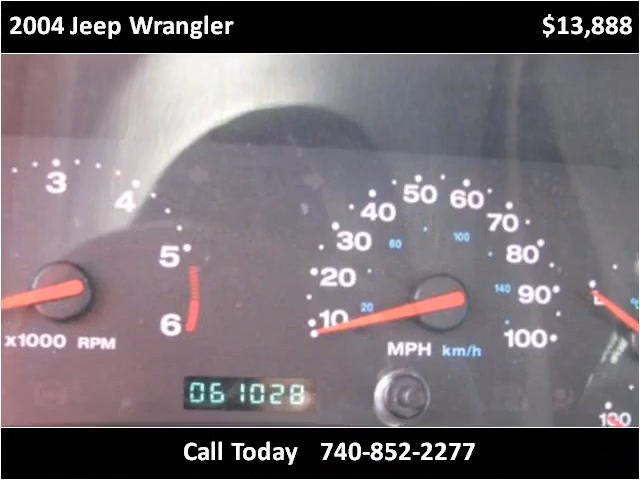 2004 Jeep Wrangler $13,888
3 4 5 6
x1000 RPM
10 20 30 40 50 60 70 80 90 100
20 60 100 140
MPH km/h
061028
E
100
Call Today 740-852-2277